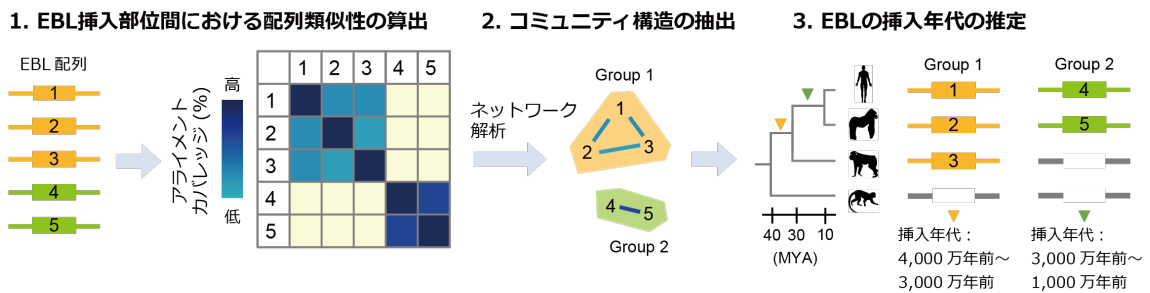 1. EBL挿入部位間における配列類似性の算出
EBL 配列
1
2
3
4
5
アライメント
カバレッジ (%)
高
低
1 2 3 4 5
1
2
3
4
5
2. コミュニティ構造の抽出
ネットワーク
解析
Group 1
1
2 3
4 5
Group 2
3. EBLの挿入年代の推定
40 30 10
(MYA)
Group 1
1
2
3
挿入年代：
4,000 万年前～
3,000 万年前
Group 2
4
5
挿入年代：
3,000 万年前～
1,000 万年前